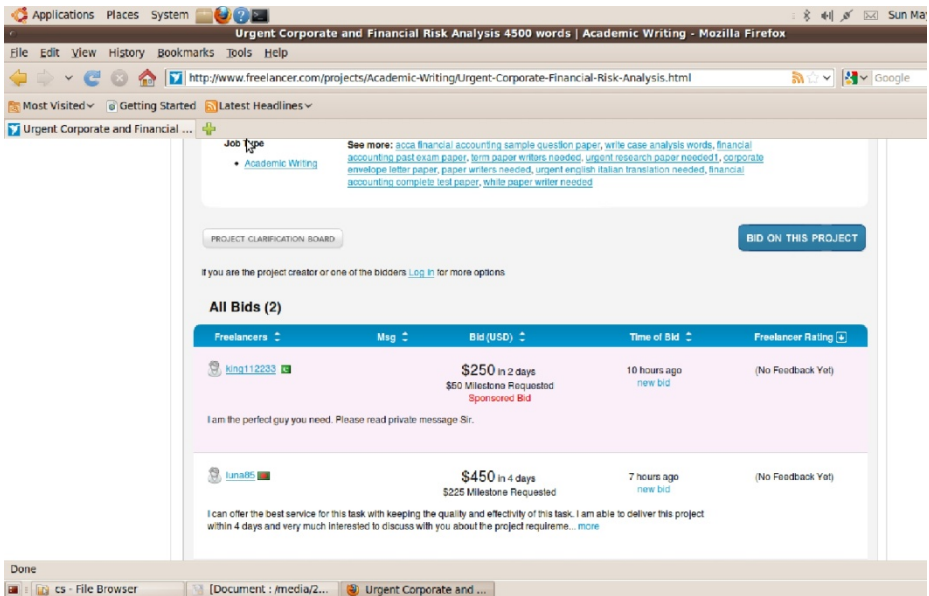 Applications Places System Sun May
Urgent Corporate and Financial Risk Analysis 4500 words | Academic Writing - Mozilla Firefox
File Edit View History Bookmarks Tools Help
http://www.freelancer.com/projects/Academic-Writing/Urgent-Corporate-Financial-Risk-Analysis.html Google
Most Visited Getting Started Latest Headlines
Urgent Corporate and Financial ...
Job Type See more: acca financial accounting sample question paper, write case analysis words, financial
Academic Writing accounting past exam paper, term paper writers needed, urgent research paper needed1, corporate
envelope letter paper, paper writers needed, urgent english italian translation needed, financial
accounting complete test paper, white paper writer needed
PROJECT CLARIFICATION BOARD BID ON THIS PROJECT
If you are the project creator or one of the bidders Log In for more options
All Bids (2)
Freelancers Msg Bid (USD) Time of Bid Freelancer Rating
king112233 $250 in 2 days 10 hours ago (No Feedback Yet)
$50 Milestone Requested new bid
Sponsored Bid
I am the perfect guy you need. Please read private message Sir.
luna85 $450 in 4 days 7 hours ago (No Feedback Yet)
$225 Milestone Requested new bid
I can offer the best service for this task with keeping the quality and effectivity of this task. I am able to deliver this project
within 4 days and very much interested to discuss with you about the project requireme... more
Done
cs - File Browser [Document : /media/2... Urgent Corporate and ...